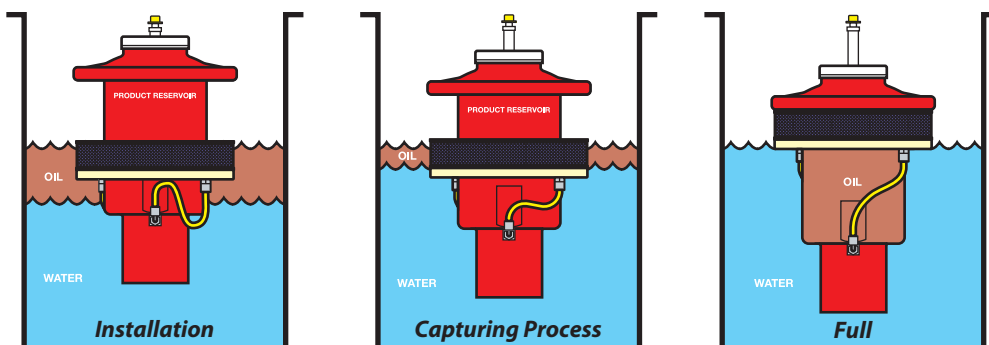 PRODUCT RESERVOIR
OIL
WATER
Installation
PRODUCT RESERVOIR
OIL
WATER
Capturing Process
OIL
WATER
Full